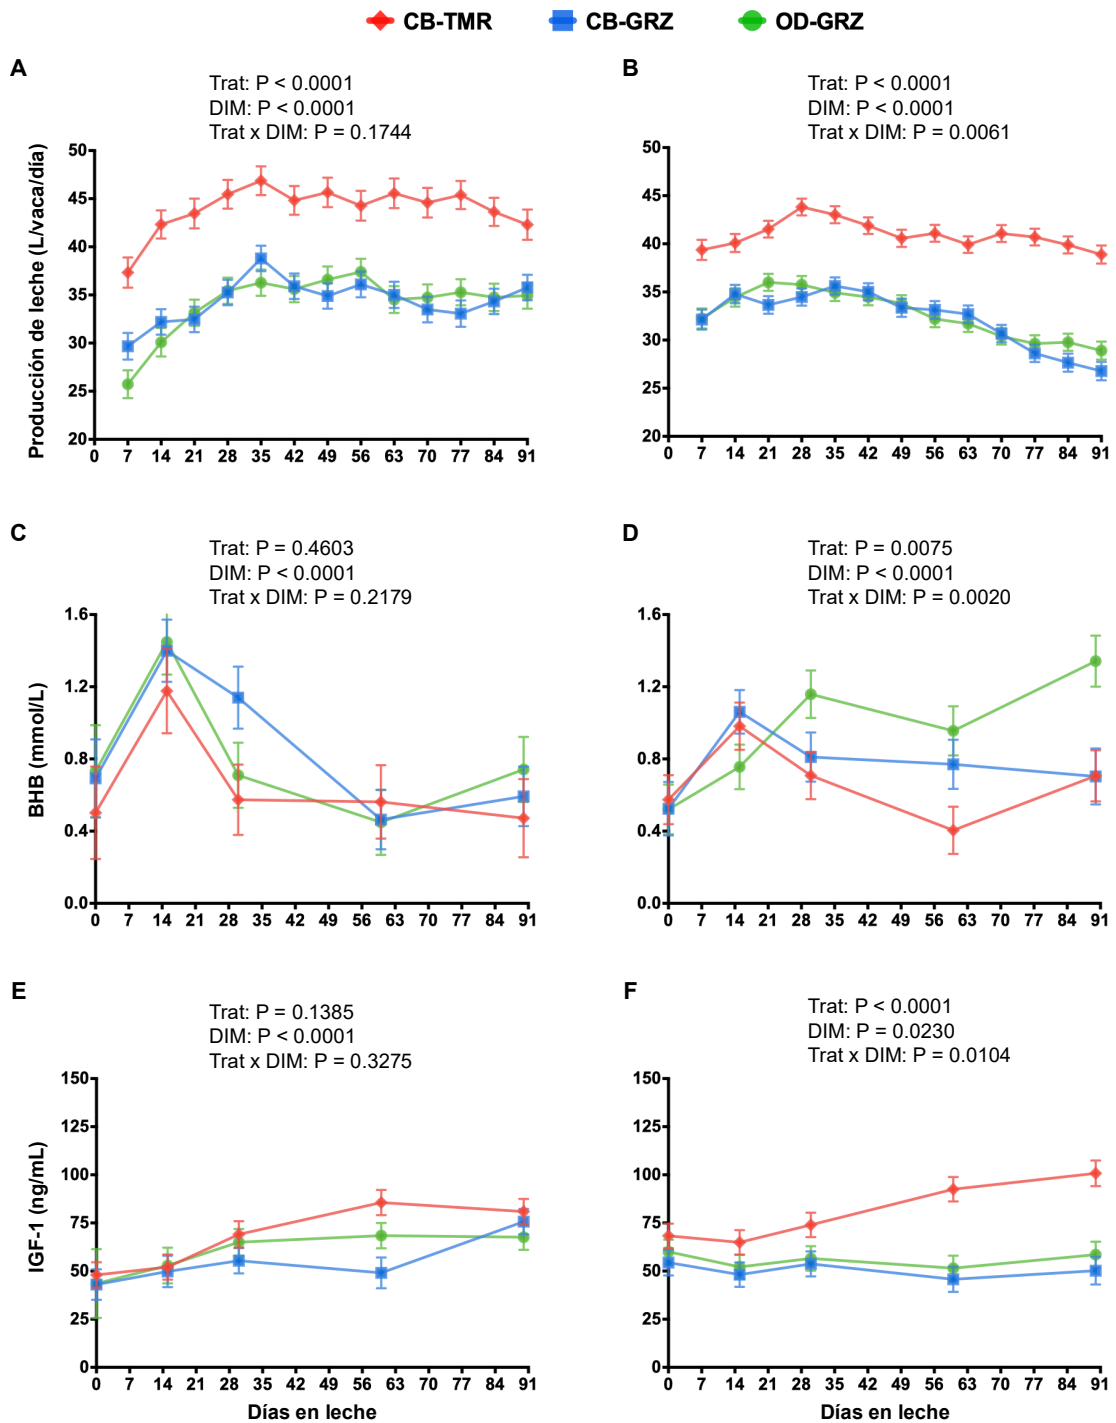 CB-TMR CB-GRZ OD-GRZ
A
Trat: P < 0.0001
DIM: P < 0.0001
Trat x DIM: P = 0.1744
Producción de leche (L/vaca/día)
50
45
40
35
30
25
20
0 7 14 21 28 35 42 49 56 63 70 77 84 91
B
Trat: P < 0.0001
DIM: P < 0.0001
Trat x DIM: P = 0.0061
50
45
40
35
30
25
20
0 7 14 21 28 35 42 49 56 63 70 77 84 91
C
Trat: P = 0.4603
DIM: P < 0.0001
Trat x DIM: P = 0.2179
BHB (mmol/L)
1.6
1.2
0.8
0.4
0.0
0 7 14 21 28 35 42 49 56 63 70 77 84 91
D
Trat: P = 0.0075
DIM: P < 0.0001
Trat x DIM: P = 0.0020
1.6
1.2
0.8
0.4
0.0
0 7 14 21 28 35 42 49 56 63 70 77 84 91
E
Trat: P = 0.1385
DIM: P < 0.0001
Trat x DIM: P = 0.3275
IGF-1 (ng/mL)
150
125
100
75
50
25
0
0 7 14 21 28 35 42 49 56 63 70 77 84 91
Días en leche
F
Trat: P < 0.0001
DIM: P = 0.0230
Trat x DIM: P = 0.0104
150
125
100
75
50
25
0
0 7 14 21 28 35 42 49 56 63 70 77 84 91
Días en leche